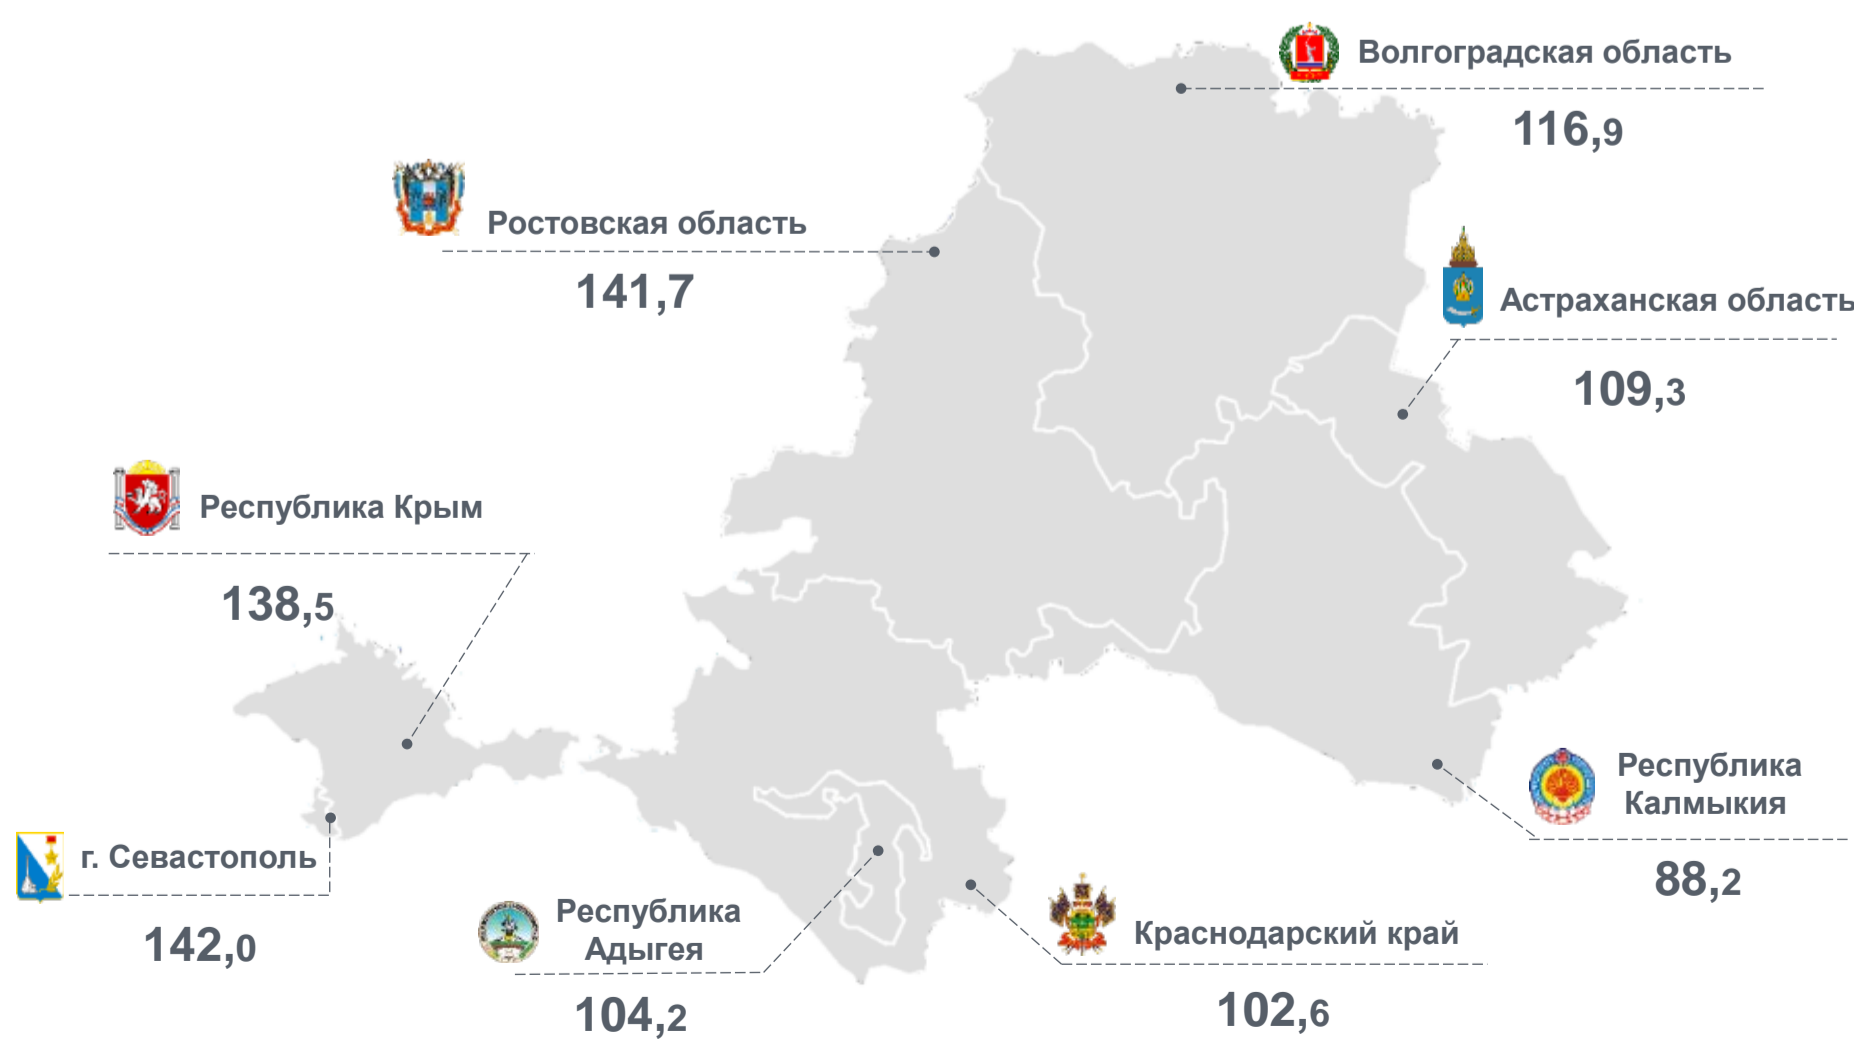 Волгоградская область
116,9
Ростовская область
141,7
Астраханская область
109,3
Республика Крым
138,5
Республика
Калмыкия
88,2
г. Севастополь
142,0
Республика
Адыгея
104,2
Краснодарский край
102,6